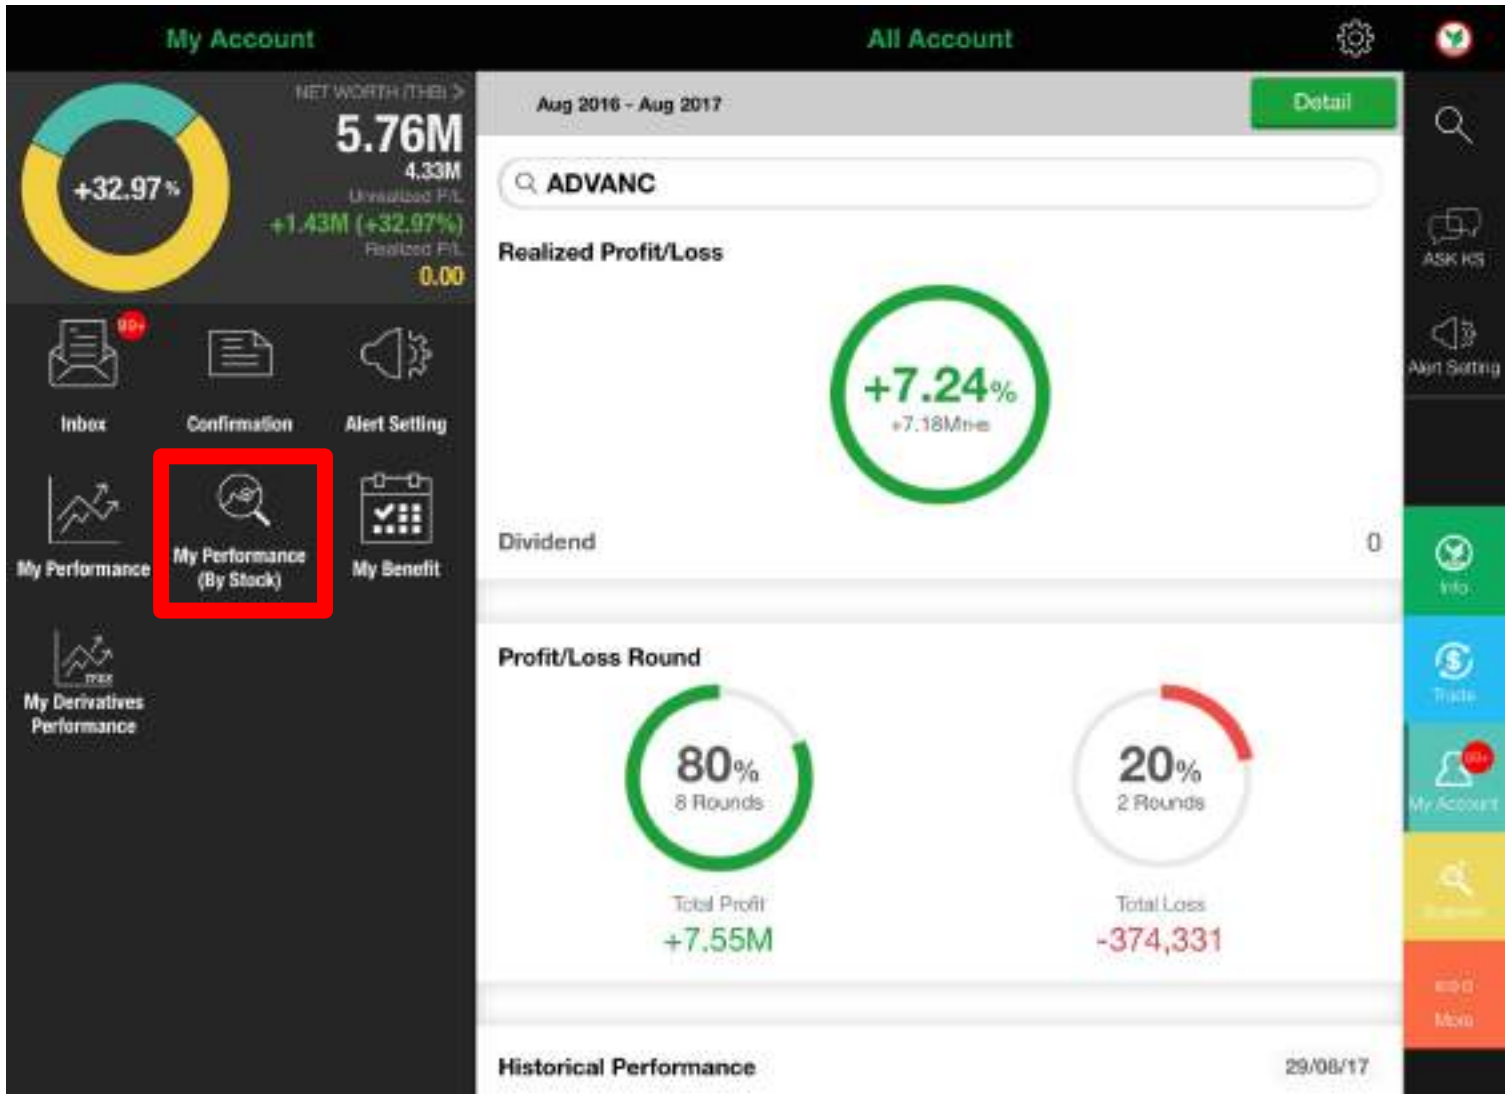 My Account
All Account
NET WORTH (THB) >
5.76M
4.33M
Unrealized P/L
+1.43M (+32.97%)
Realized P/L
0.00
+32.97%
99+
Inbox
Confirmation
Alert Setting
My Performance
My Performance
(By Stock)
My Benefit
My Derivatives
Performance
Aug 2016 - Aug 2017
Detail
ADVANC
Realized Profit/Loss
+7.24%
+7.18MTHB
Dividend
0
Profit/Loss Round
80%
8 Rounds
Total Profit
+7.55M
20%
2 Rounds
Total Loss
-374,331
Historical Performance
29/08/17
ASK KS
Alert Setting
Info
Trade
99+
My Account
More